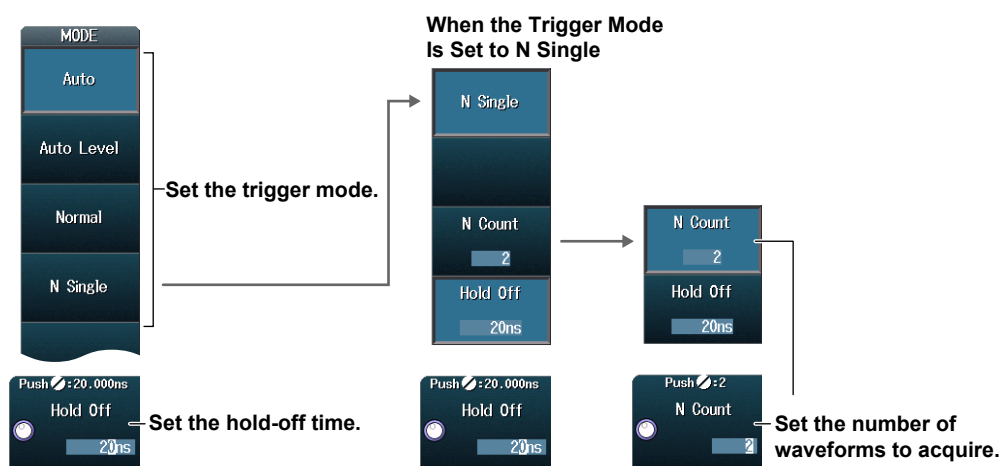 MODE
Auto
Auto Level
Normal
N Single
Push :20.000ns
Hold Off
20ns
Set the trigger mode.
Set the hold-off time.
When the Trigger Mode
Is Set to N Single
N Single
N Count
2
Hold Off
20ns
Push :20.000ns
Hold Off
20ns
N Count
2
Hold Off
20ns
Push :2
N Count
2
Set the number of
waveforms to acquire.